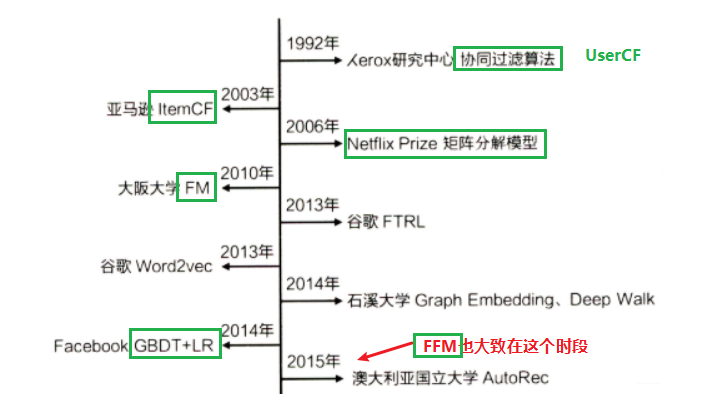 1992年
Xerox研究中心 协同过滤算法 UserCF
2003年
亚马逊 ItemCF
2006年
Netflix Prize 矩阵分解模型
2010年
大阪大学 FM
2013年
谷歌 FTRL
2013年
谷歌 Word2vec
2014年
石溪大学 Graph Embedding、Deep Walk
2014年
Facebook GBDT+LR
FFM也大致在这个时段
2015年
澳大利亚国立大学 AutoRec